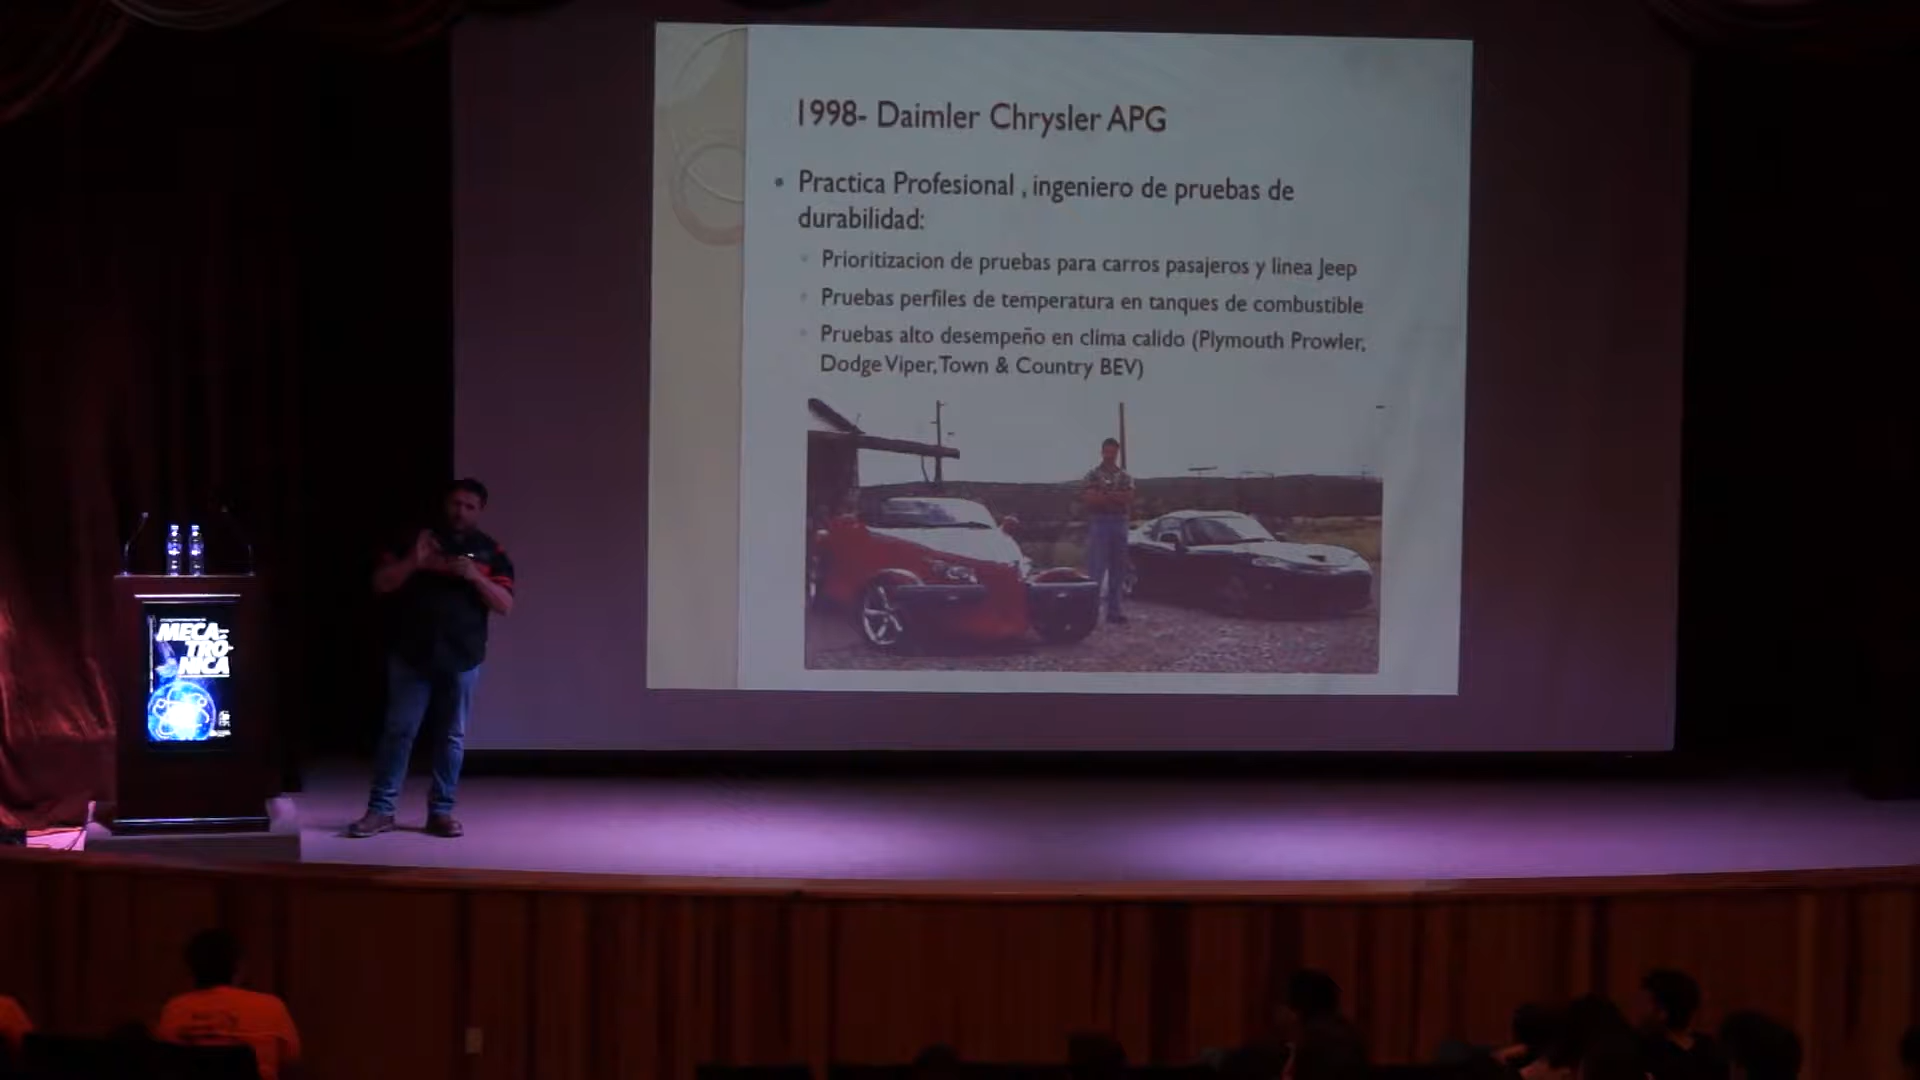 1998- Daimler Chrysler APG
• Practica Profesional , ingeniero de pruebas de
durabilidad:
Prioritizacion de pruebas para carros pasajeros y linea Jeep
Pruebas perfiles de temperatura en tanques de combustible
Pruebas alto desempeño en clima calido (Plymouth Prowler,
Dodge Viper, Town & Country BEV)
MECA-
TRO-
NICA